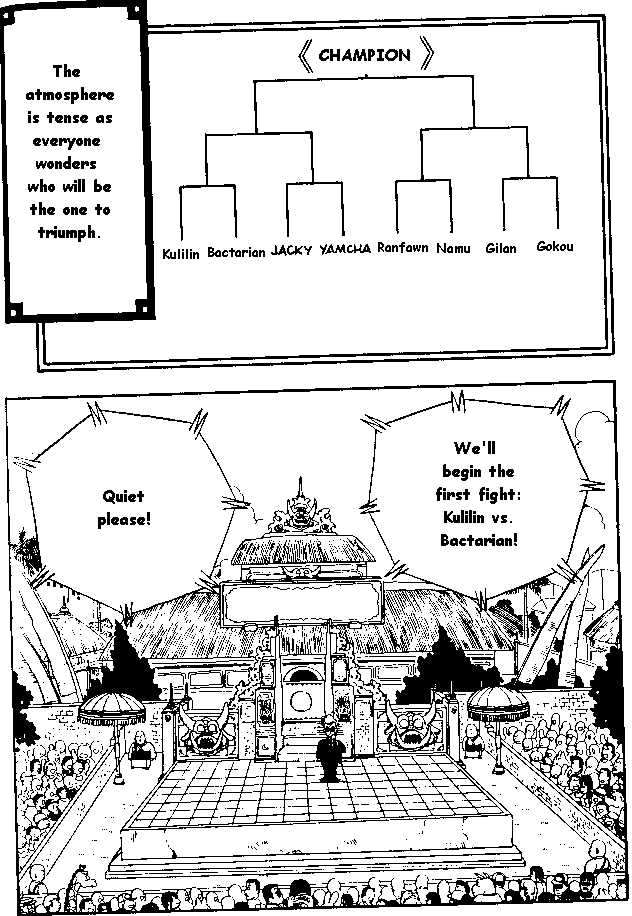 The
atmosphere
is tense as
everyone
wonders
who will be
the one to
triumph.
《 CHAMPION 》
Kulilin Bactarian JACKY YAMCHA Ranfawn Namu Gilan Gokou
Quiet
please!
We'll
begin the
first fight:
Kulilin vs.
Bactarian!